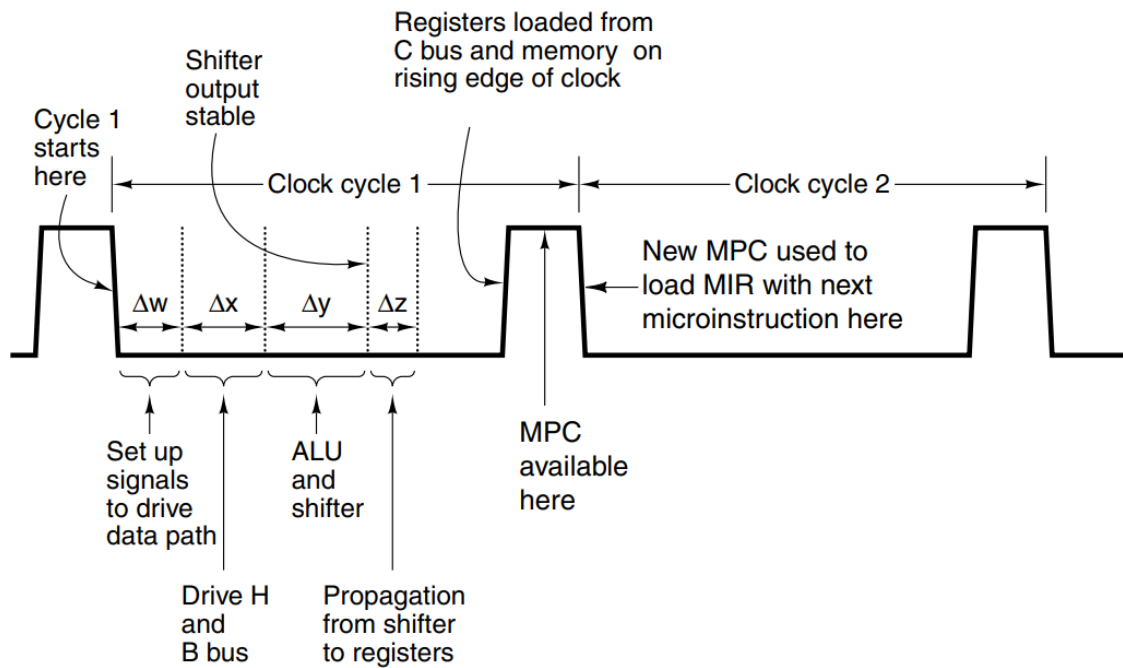 Registers loaded from
C bus and memory on
rising edge of clock
Shifter
output
stable
Cycle 1
starts
here
Clock cycle 1
Clock cycle 2
New MPC used to
load MIR with next
microinstruction here
Δw
Δx
Δy
Δz
Set up
signals
to drive
data path
ALU
and
shifter
MPC
available
here
Drive H
and
B bus
Propagation
from shifter
to registers